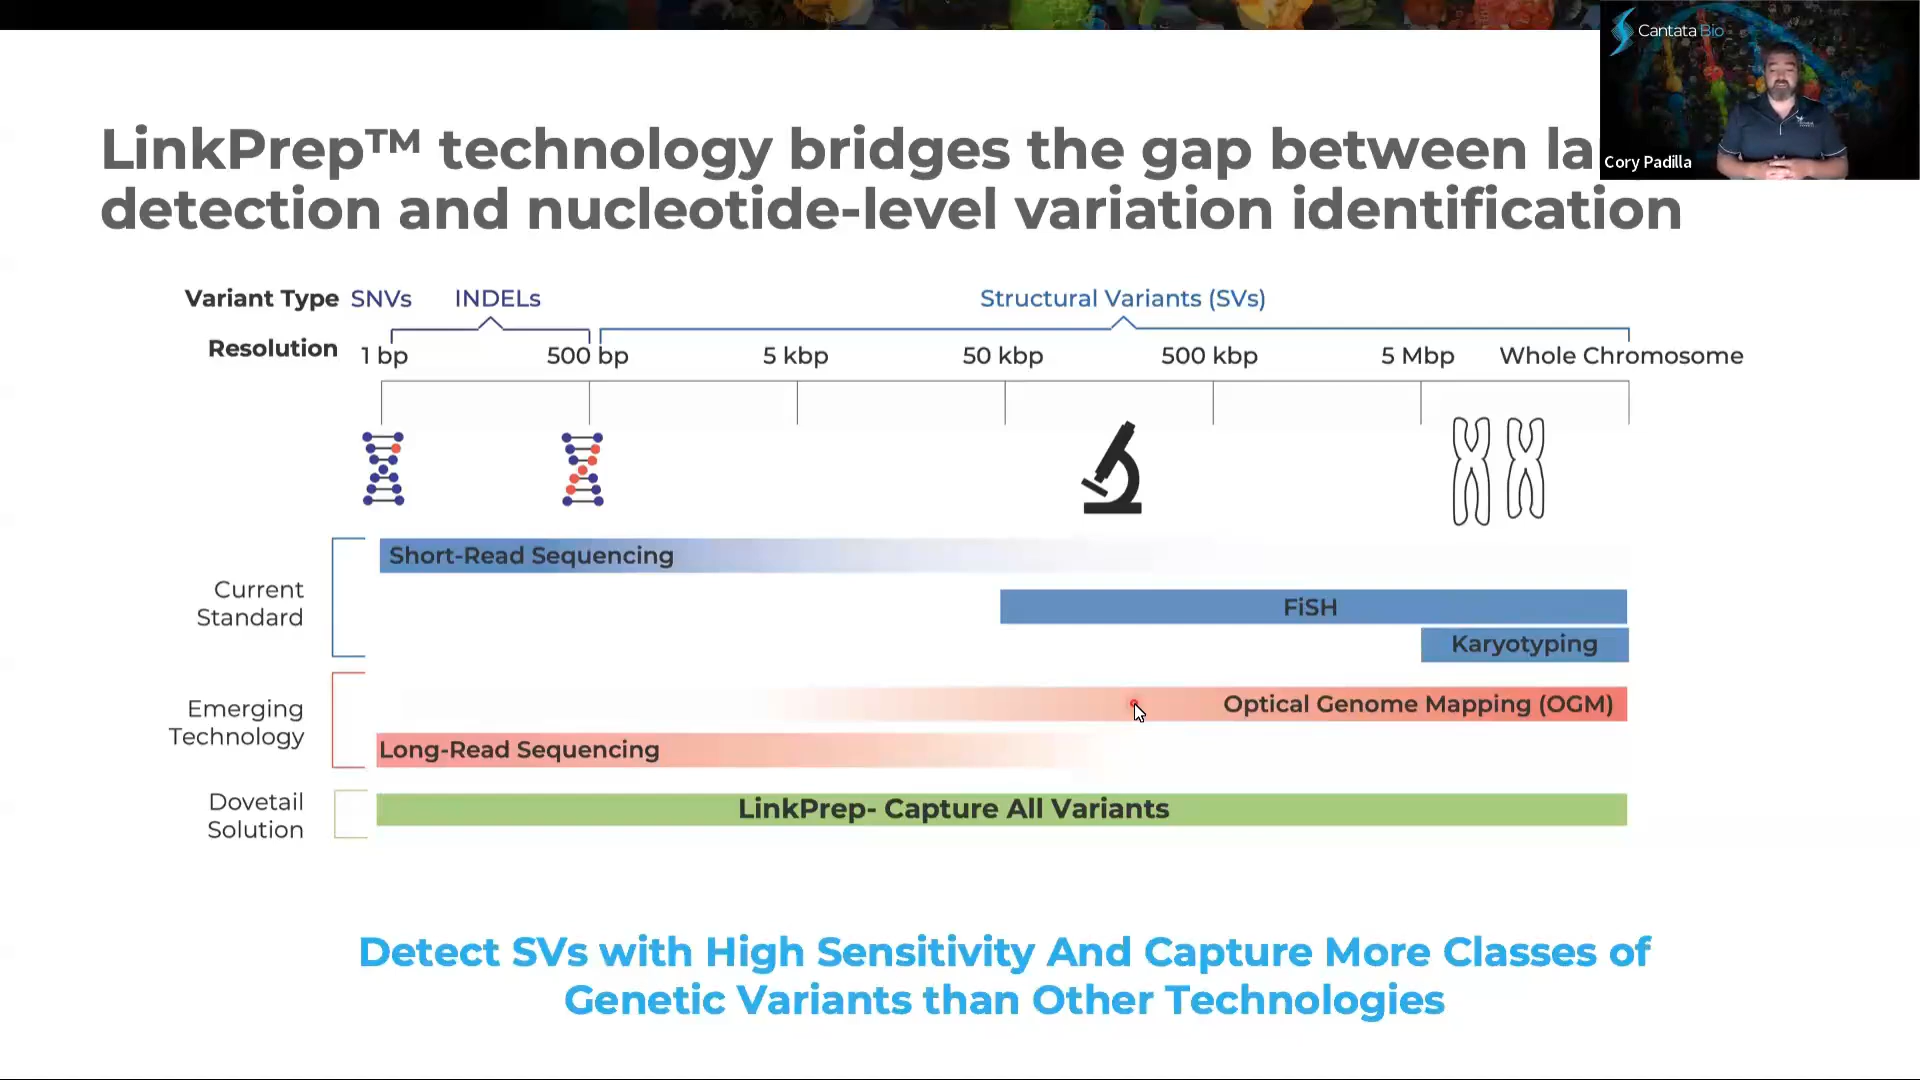 Cantata Bio
Cory Padilla
LinkPrep™ technology bridges the gap between
detection and nucleotide-level variation identification
Variant Type SNVs INDELs Structural Variants (SVs)
Resolution 1 bp 500 bp 5 kbp 50 kbp 500 kbp 5 Mbp Whole Chromosome
Short-Read Sequencing
Current
Standard
FiSH
Karyotyping
Emerging
Technology
Optical Genome Mapping (OGM)
Long-Read Sequencing
Dovetail
Solution
LinkPrep- Capture All Variants
Detect SVs with High Sensitivity And Capture More Classes of
Genetic Variants than Other Technologies